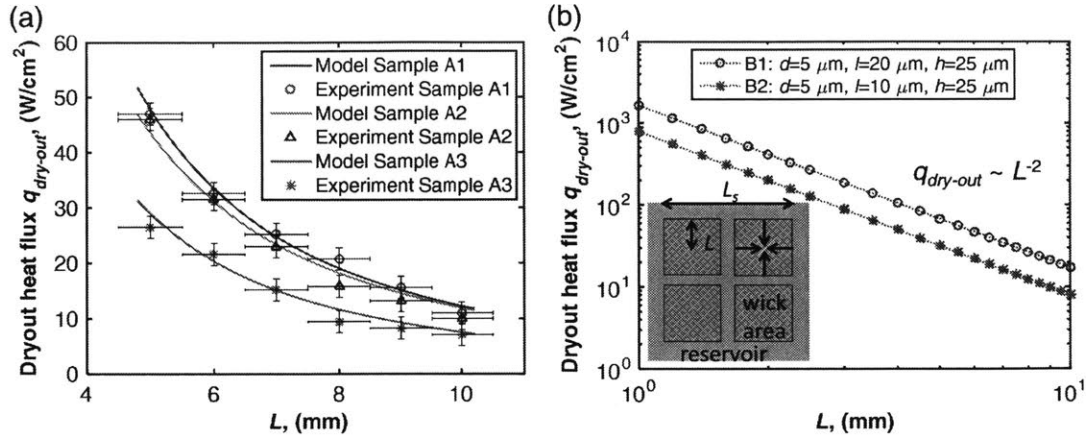 (a)
Dryout heat flux q_dry-out, (W/cm²)
60
50
40
30
20
10
0
Model Sample A1
Experiment Sample A1
Model Sample A2
Experiment Sample A2
Model Sample A3
Experiment Sample A3
4
6
8
10
L, (mm)
(b)
Dryout heat flux q_dry-out, (W/cm²)
10⁴
10³
10²
10¹
10⁰
B1: d=5 μm, l=20 μm, h=25 μm
B2: d=5 μm, l=10 μm, h=25 μm
q_dry-out ~ L⁻²
L_s
L
wick
area
reservoir
10⁰
10¹
L, (mm)